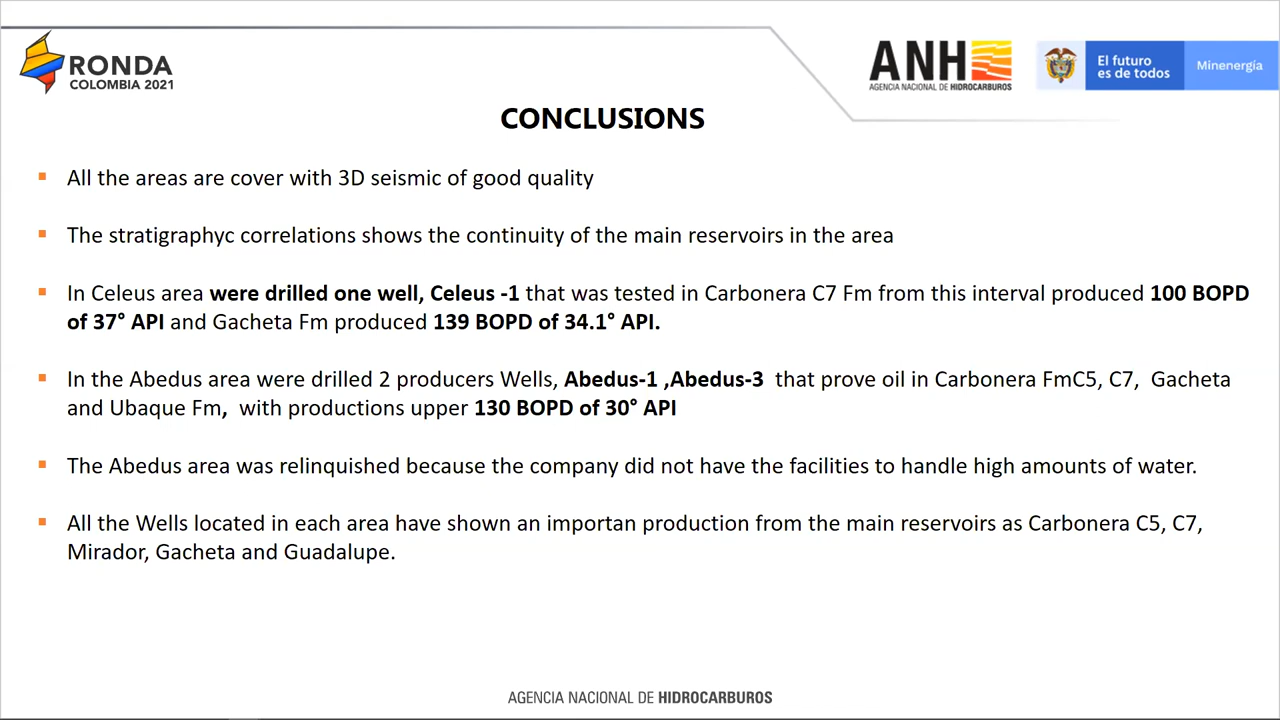 RONDA
COLOMBIA 2021
ANH
AGENCIA NACIONAL DE HIDROCARBUROS
El futuro
es de todos
Minenergía
CONCLUSIONS
All the areas are cover with 3D seismic of good quality
The stratigraphyc correlations shows the continuity of the main reservoirs in the area
In Celeus area were drilled one well, Celeus -1 that was tested in Carbonera C7 Fm from this interval produced 100 BOPD
of 37° API and Gacheta Fm produced 139 BOPD of 34.1° API.
In the Abedus area were drilled 2 producers Wells, Abedus-1 ,Abedus-3 that prove oil in Carbonera FmC5, C7, Gacheta
and Ubaque Fm, with productions upper 130 BOPD of 30° API
The Abedus area was relinquished because the company did not have the facilities to handle high amounts of water.
All the Wells located in each area have shown an importan production from the main reservoirs as Carbonera C5, C7,
Mirador, Gacheta and Guadalupe.
AGENCIA NACIONAL DE HIDROCARBUROS